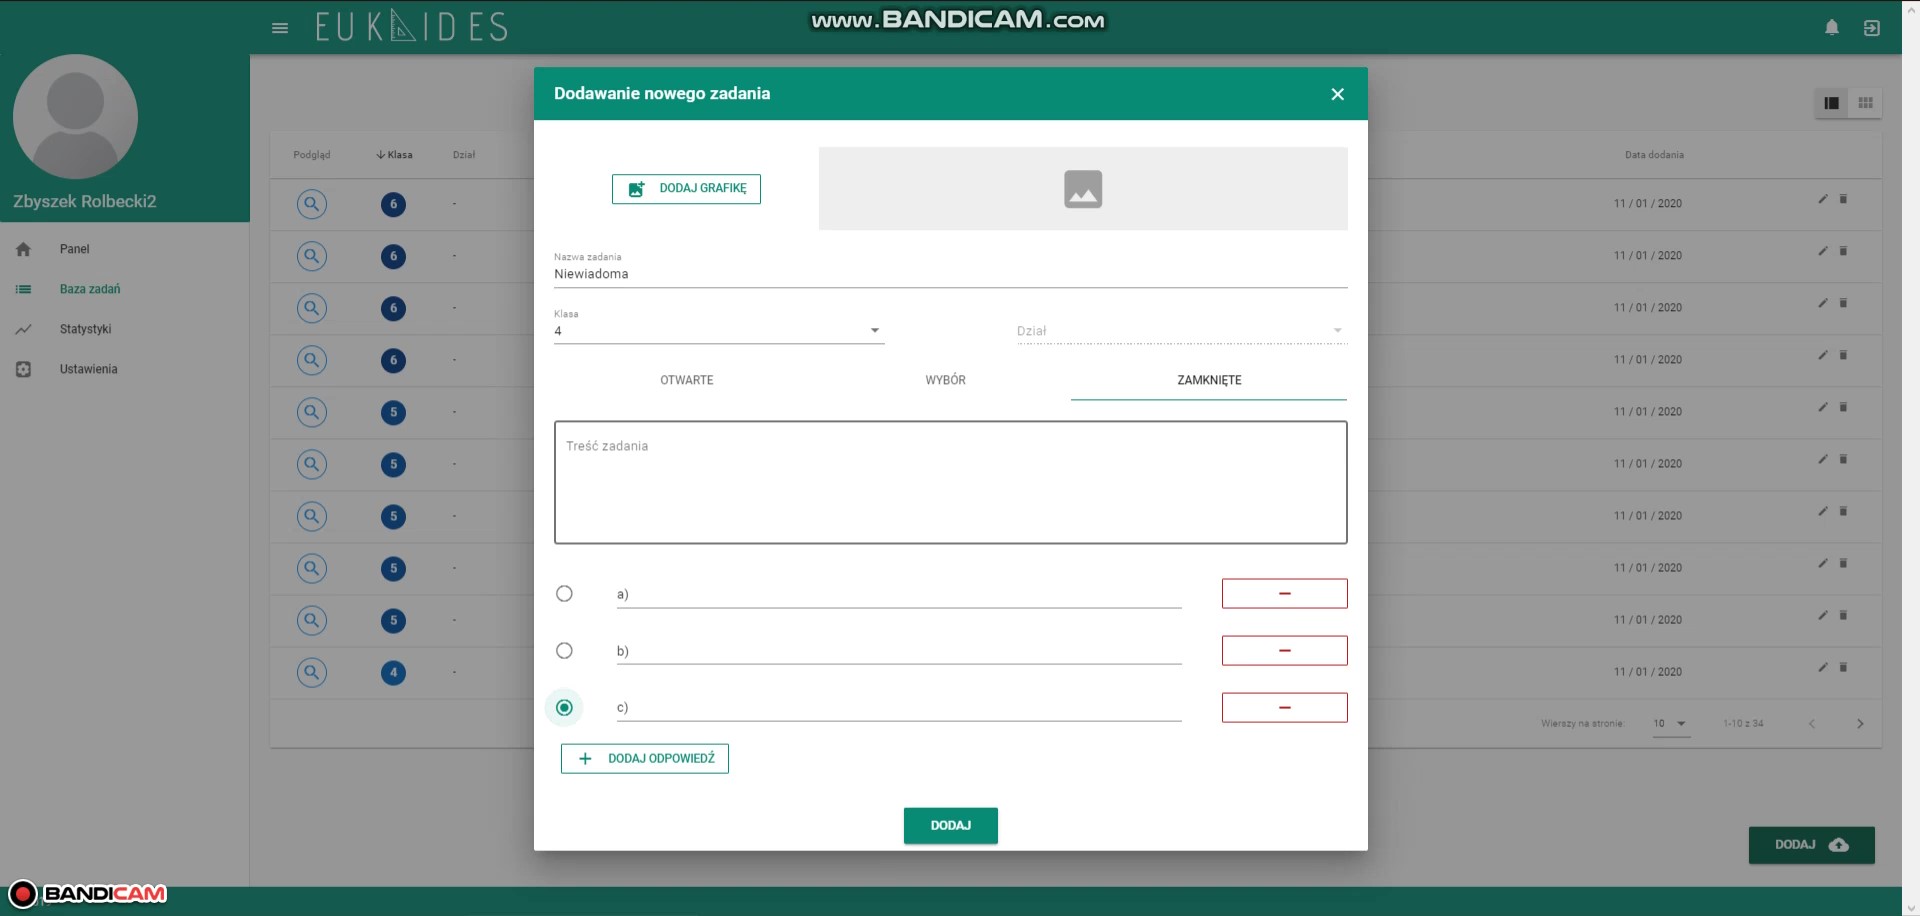 EUKLIDES
www.BANDICAM.COM
Zbyszek Rolbecki2
Panel
Baza zadań
Statystyki
Ustawienia
Podgląd Klasa Dział Data dodania
6 - 11 / 01 / 2020
6 - 11 / 01 / 2020
6 - 11 / 01 / 2020
6 - 11 / 01 / 2020
5 - 11 / 01 / 2020
5 - 11 / 01 / 2020
5 - 11 / 01 / 2020
5 - 11 / 01 / 2020
5 - 11 / 01 / 2020
4 - 11 / 01 / 2020
Wierszy na stronie: 10 1-10 z 34
DODAJ
Dodawanie nowego zadania
DODAJ GRAFIKĘ
Nazwa zadania
Niewiadoma
Klasa
4
Dział
OTWARTE WYBÓR ZAMKNIĘTE
Treść zadania
a)
b)
c)
DODAJ ODPOWIEDŹ
DODAJ
BANDICAM